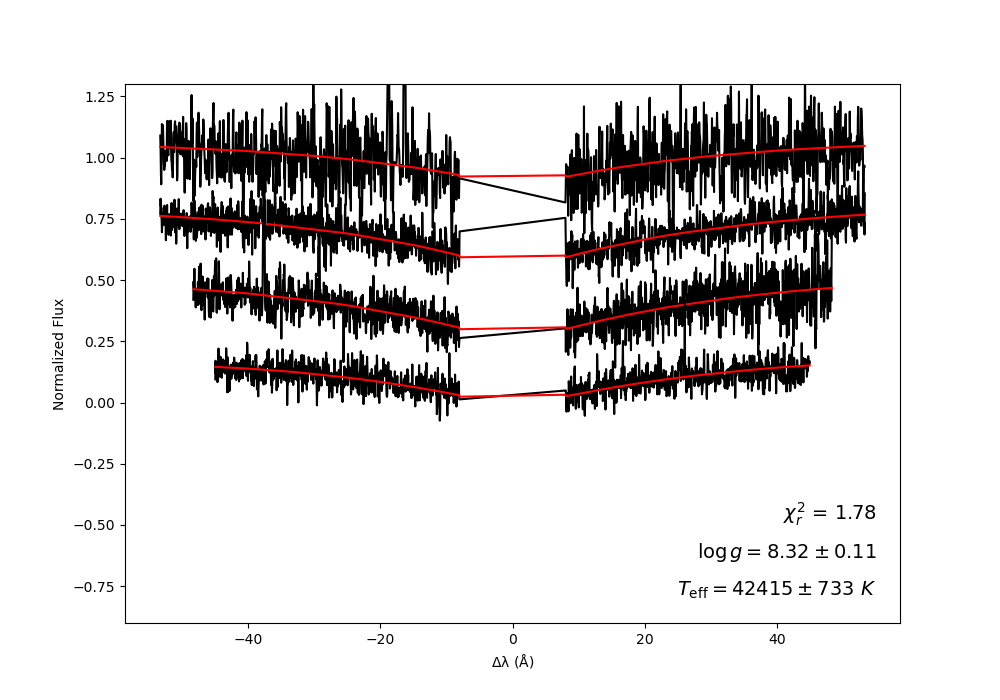 1.25
1.00
0.75
0.50
0.25
0.00
−0.25
−0.50
−0.75
Normalized Flux
χ²ᵣ = 1.78
log g = 8.32 ± 0.11
T_eff = 42415 ± 733 K
−40 −20 0 20 40
Δλ (Å)